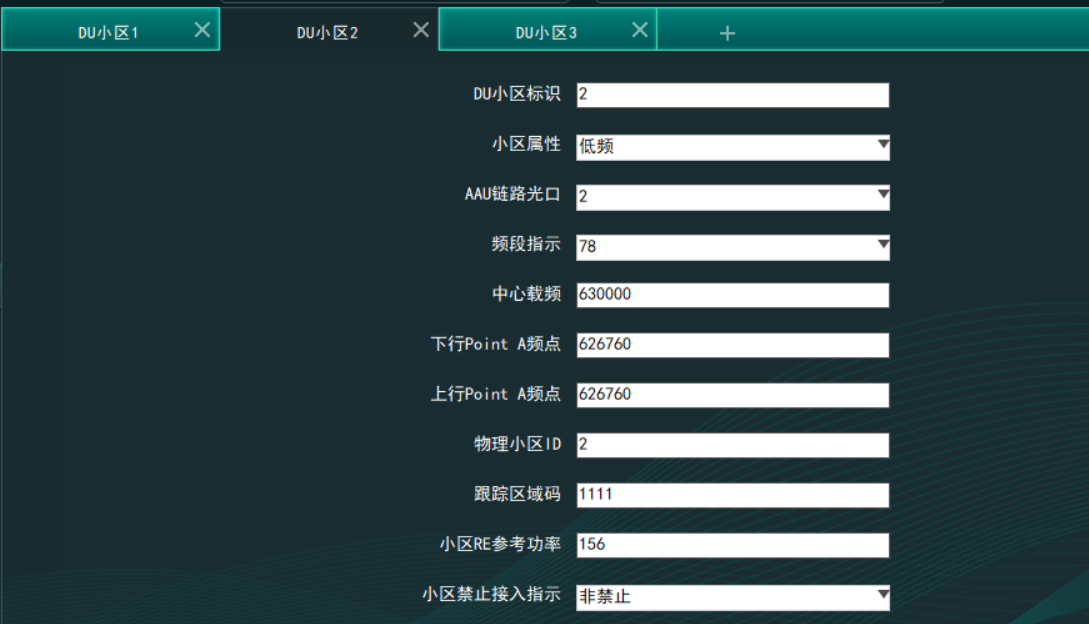 DU小区1 DU小区2 DU小区3
DU小区标识 2
小区属性 低频
AAU链路光口 2
频段指示 78
中心载频 630000
下行Point A频点 626760
上行Point A频点 626760
物理小区ID 2
跟踪区域码 1111
小区RE参考功率 156
小区禁止接入指示 非禁止